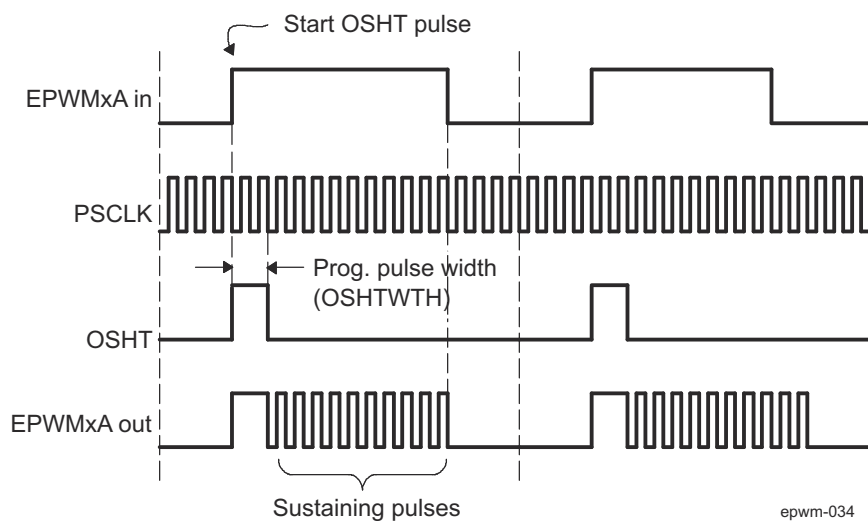 Start OSHT pulse
EPWMxA in
PSCLK
Prog. pulse width
(OSHTWTH)
OSHT
EPWMxA out
Sustaining pulses
epwm-034